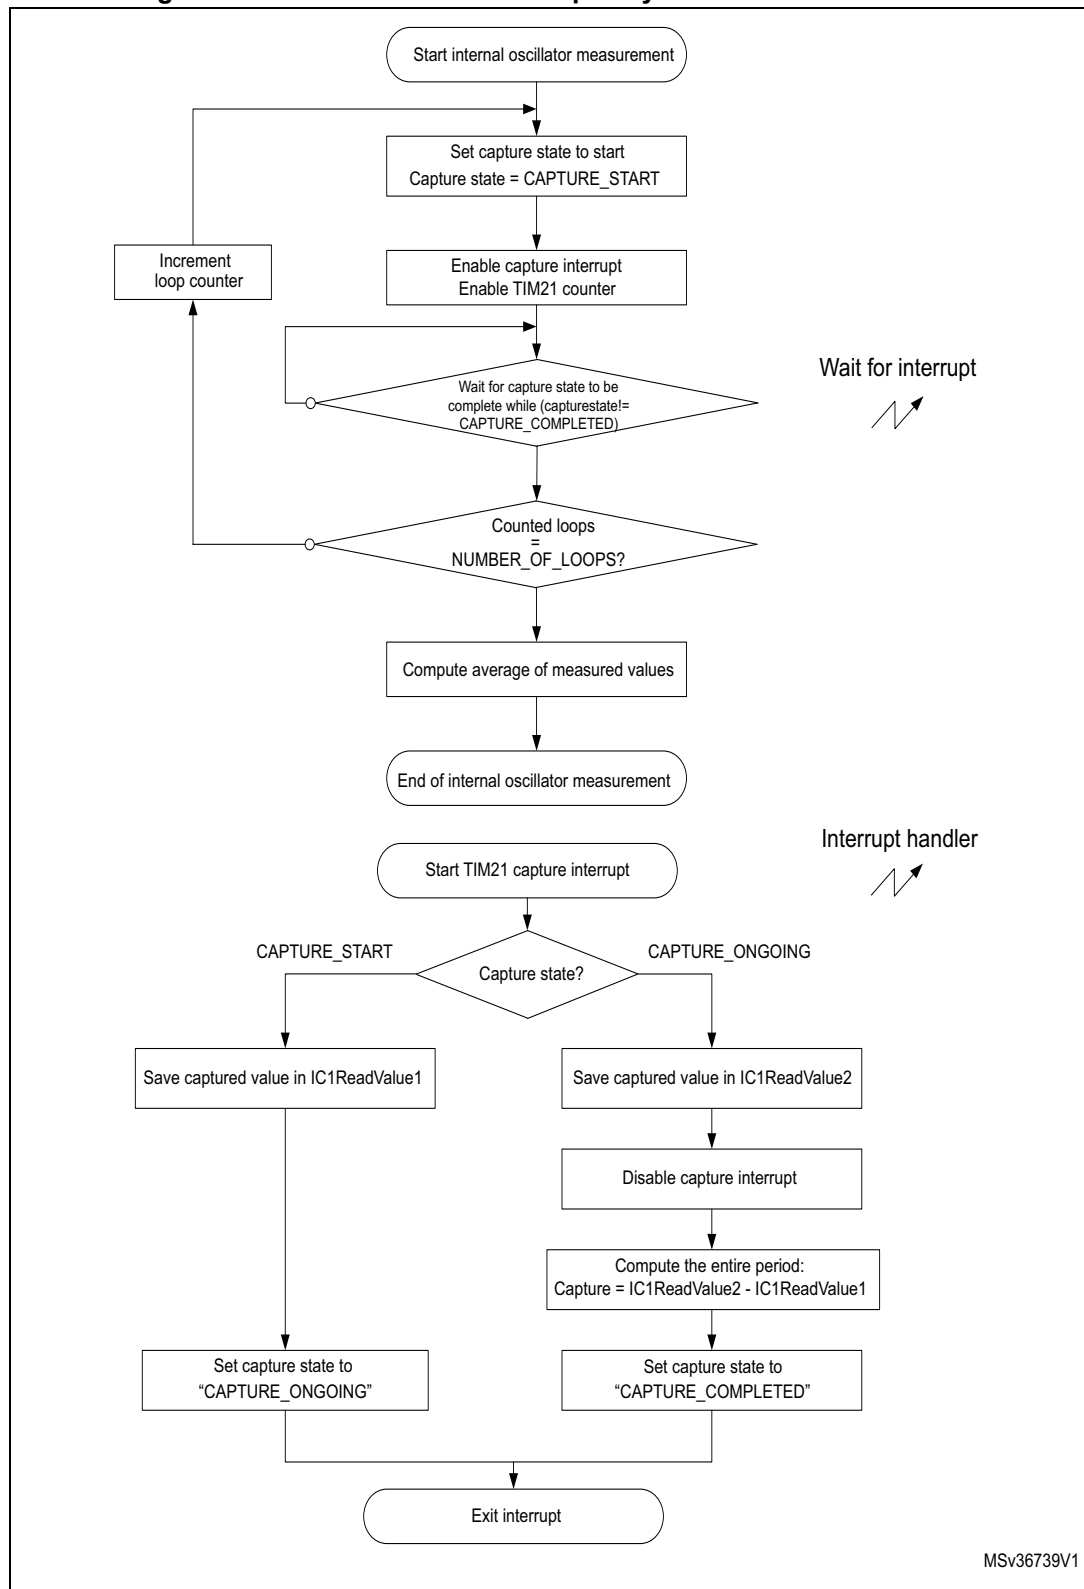 Start internal oscillator measurement
Set capture state to start
Capture state = CAPTURE_START
Increment
loop counter
Enable capture interrupt
Enable TIM21 counter
Wait for capture state to be
complete while (capturestate!=
CAPTURE_COMPLETED)
Wait for interrupt
Counted loops
=
NUMBER_OF_LOOPS?
Compute average of measured values
End of internal oscillator measurement
Interrupt handler
Start TIM21 capture interrupt
CAPTURE_START
CAPTURE_ONGOING
Capture state?
Save captured value in IC1ReadValue1
Save captured value in IC1ReadValue2
Disable capture interrupt
Compute the entire period:
Capture = IC1ReadValue2 - IC1ReadValue1
Set capture state to
“CAPTURE_ONGOING”
Set capture state to
“CAPTURE_COMPLETED”
Exit interrupt
MSv36739V1